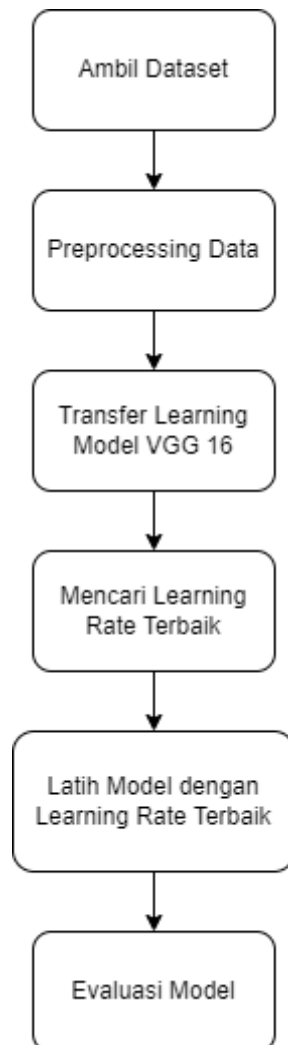 Ambil Dataset
Preprocessing Data
Transfer Learning
Model VGG 16
Mencari Learning
Rate Terbaik
Latih Model dengan
Learning Rate Terbaik
Evaluasi Model